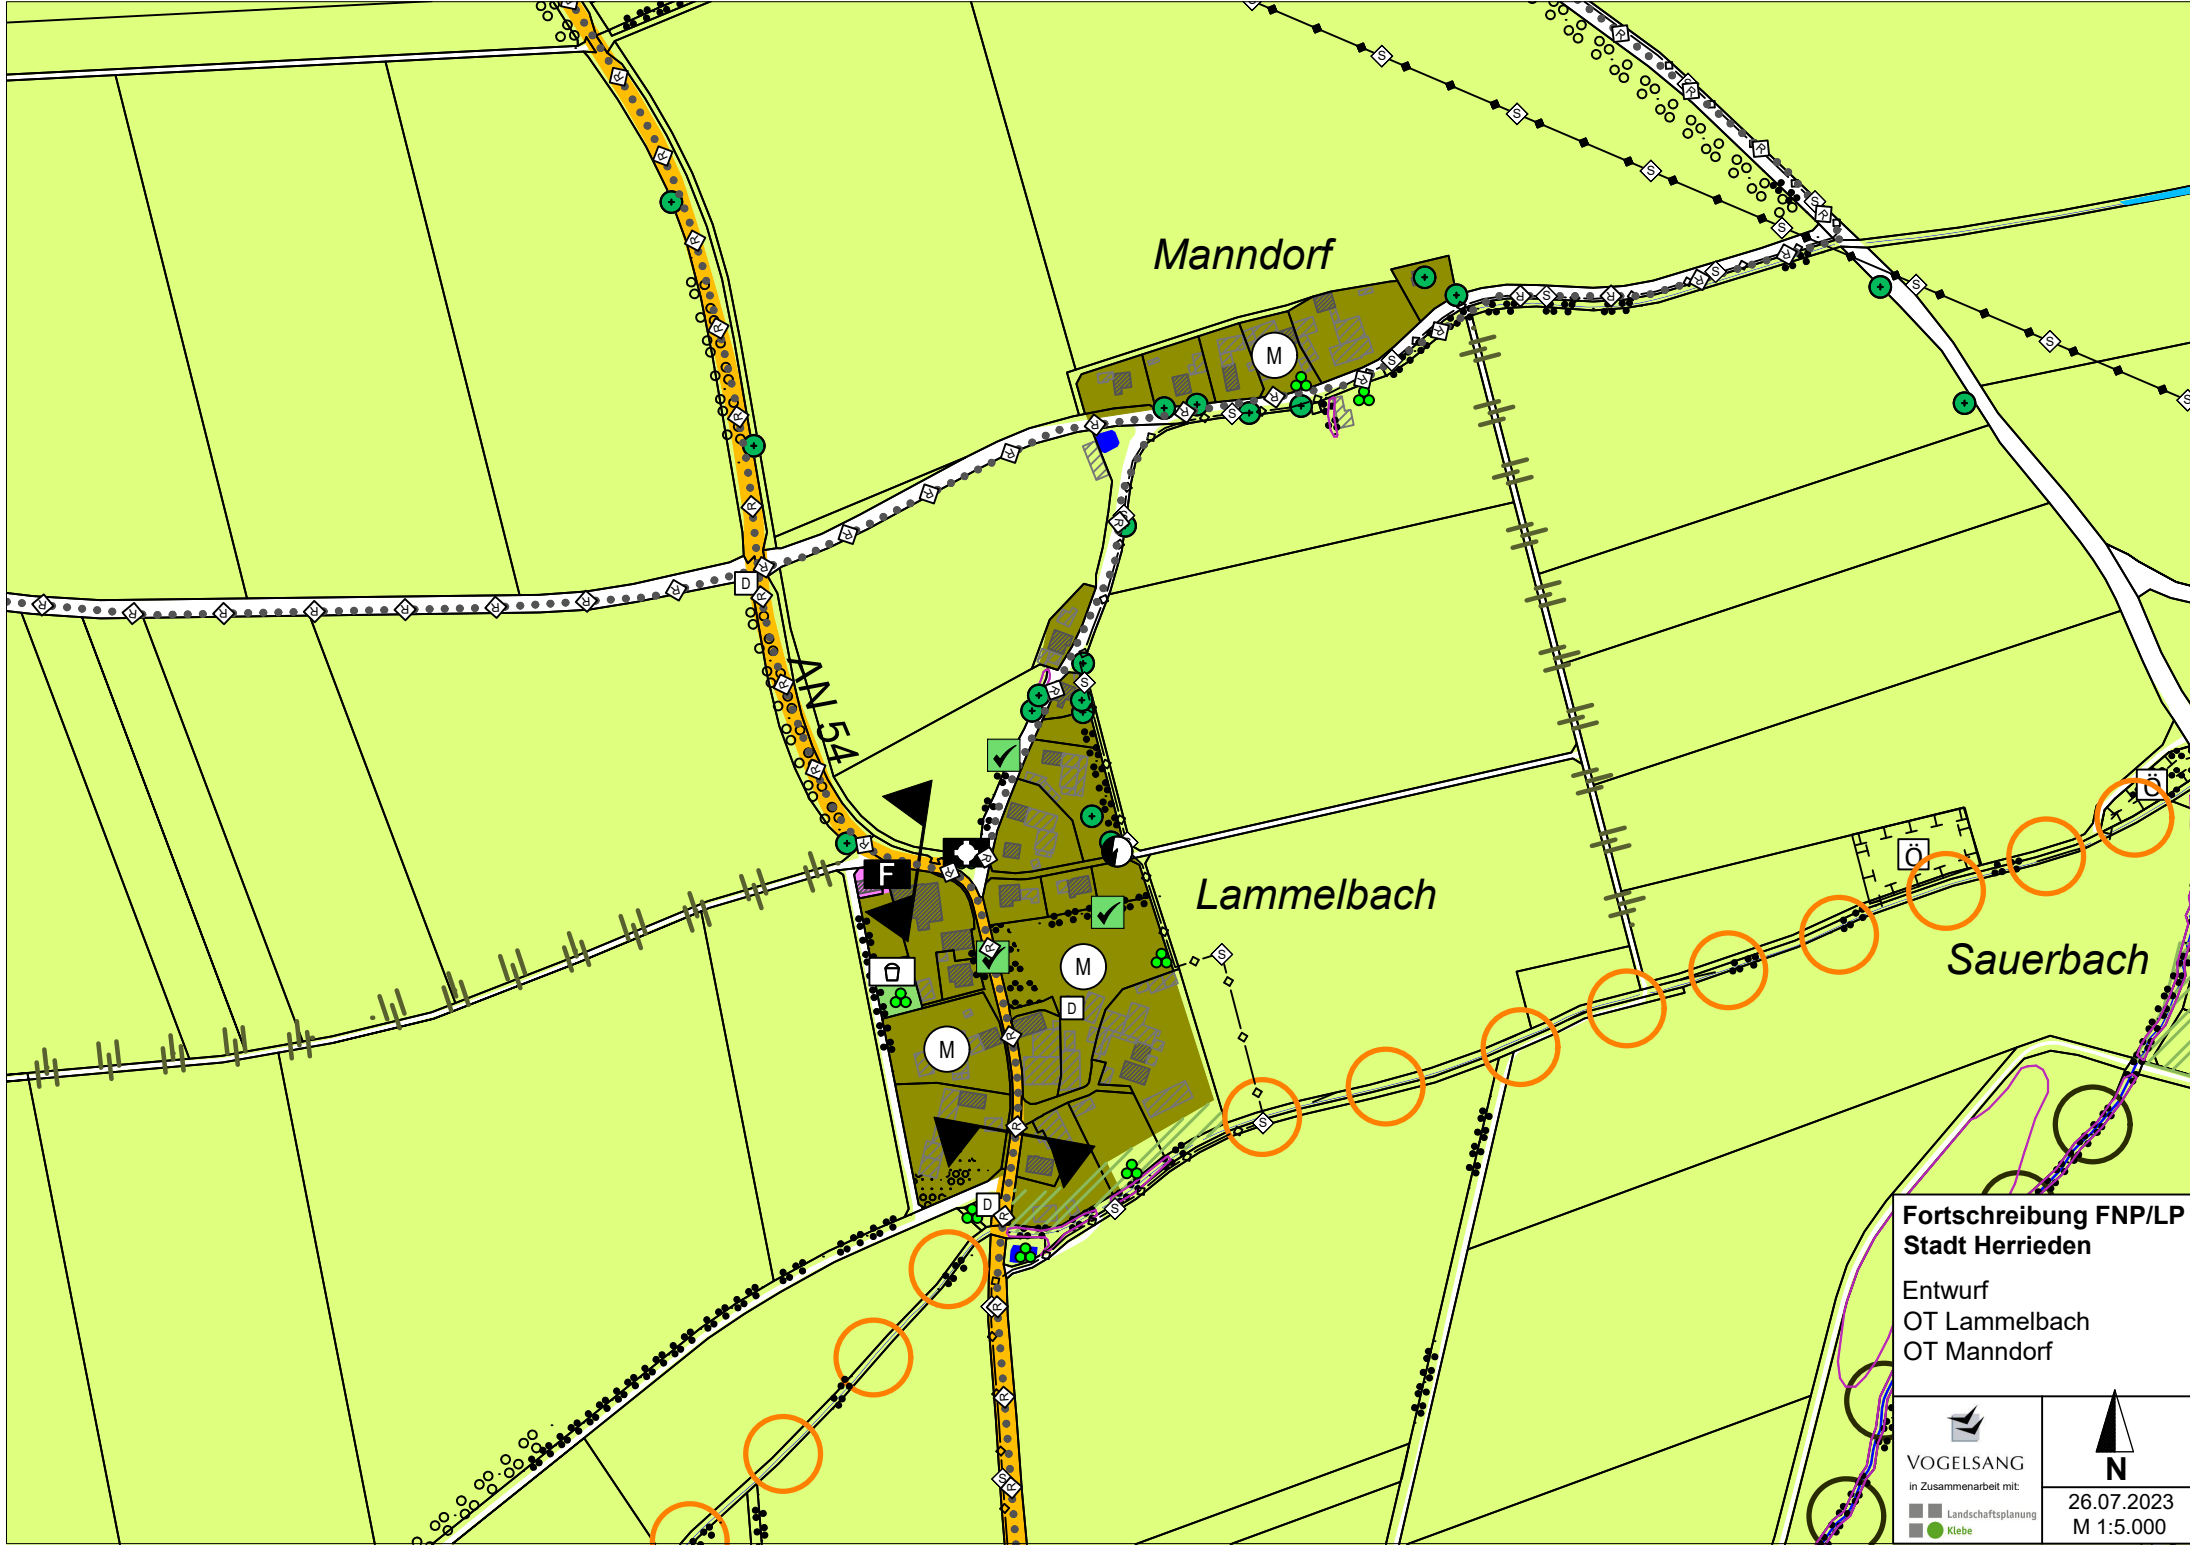 Manndorf
M
AN 54
D
F
Lammelbach
M
D
M
D
Ö
Ö
Sauerbach
Fortschreibung FNP/LP
Stadt Herrieden
Entwurf
OT Lammelbach
OT Manndorf
VOGELSANG
in Zusammenarbeit mit:
Landschaftsplanung
Klebe
N
26.07.2023
M 1:5.000